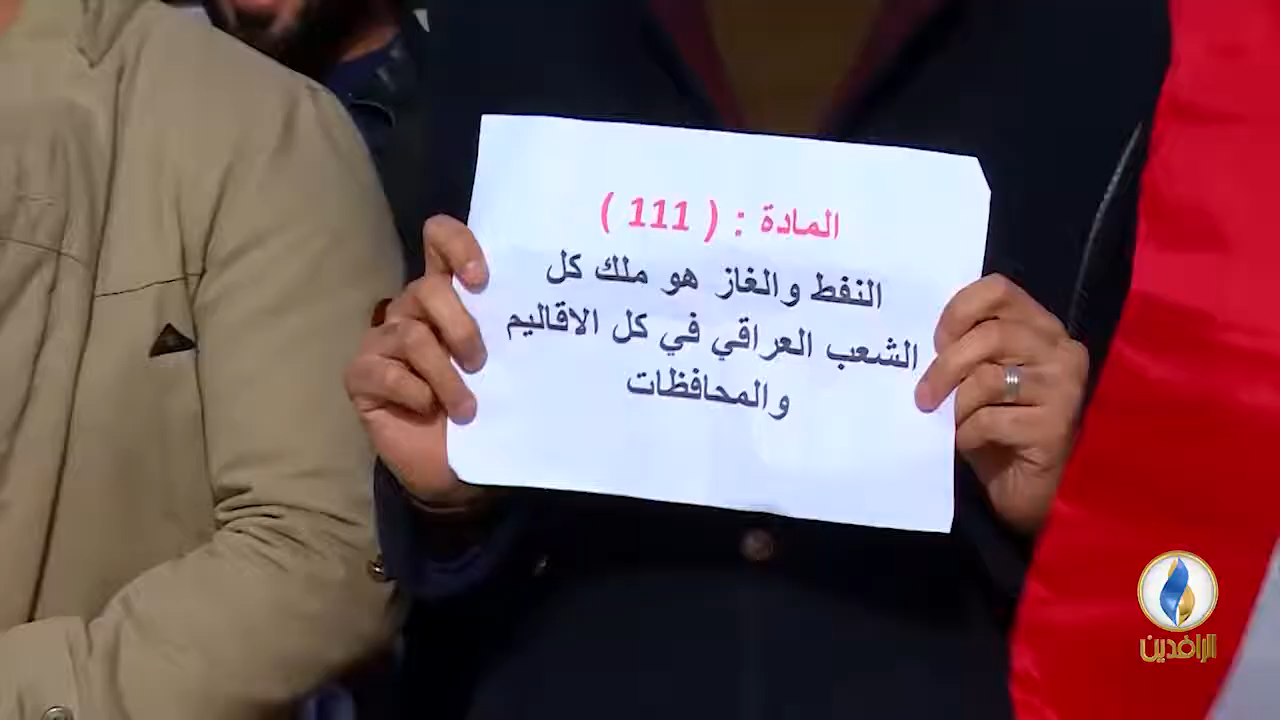 المادة : ( 111 )
النفط والغاز هو ملك كل
الشعب العراقي في كل الاقاليم
والمحافظات
الرافدين